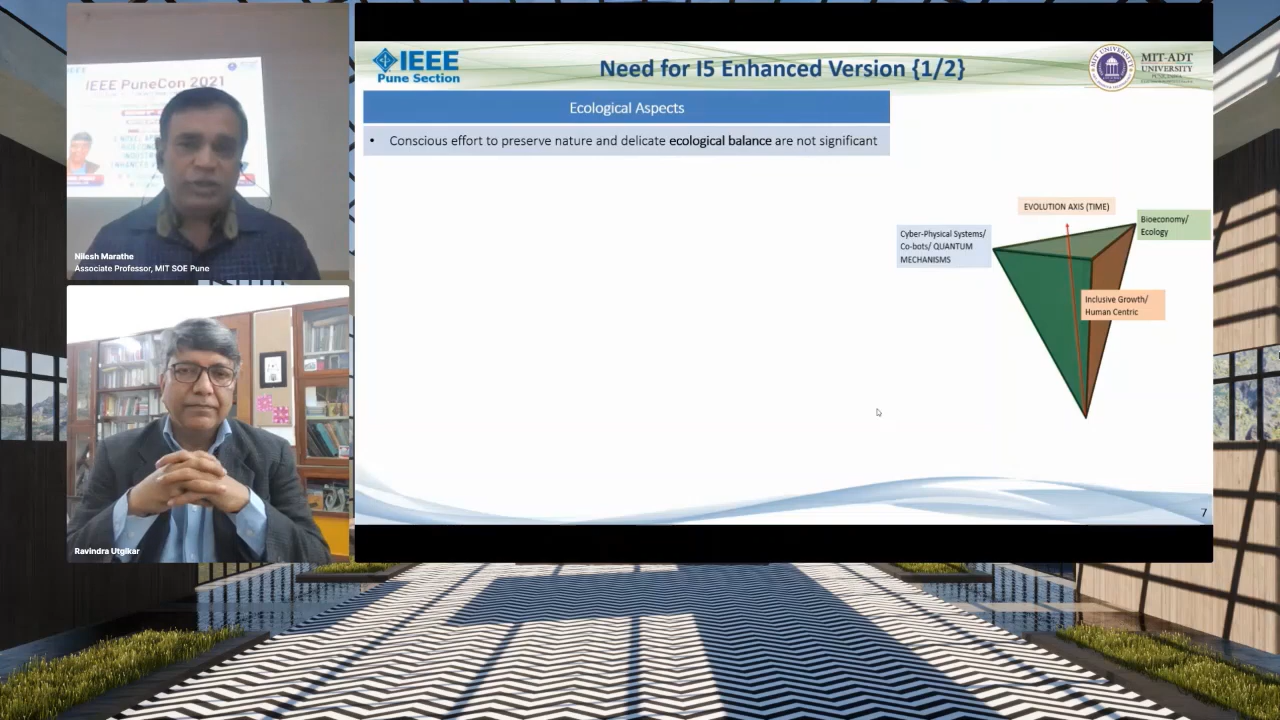 IEEE PuneCon 2021
Nilesh Marathe
Associate Professor, MIT SOE Pune
Ravindra Utgikar
IEEE
Pune Section
Need for I5 Enhanced Version {1/2}
MIT-ADT
UNIVERSITY
Ecological Aspects
• Conscious effort to preserve nature and delicate ecological balance are not significant
EVOLUTION AXIS (TIME)
Cyber-Physical Systems/
Co-bots/ QUANTUM
MECHANISMS
Bioeconomy/
Ecology
Inclusive Growth/
Human Centric
7